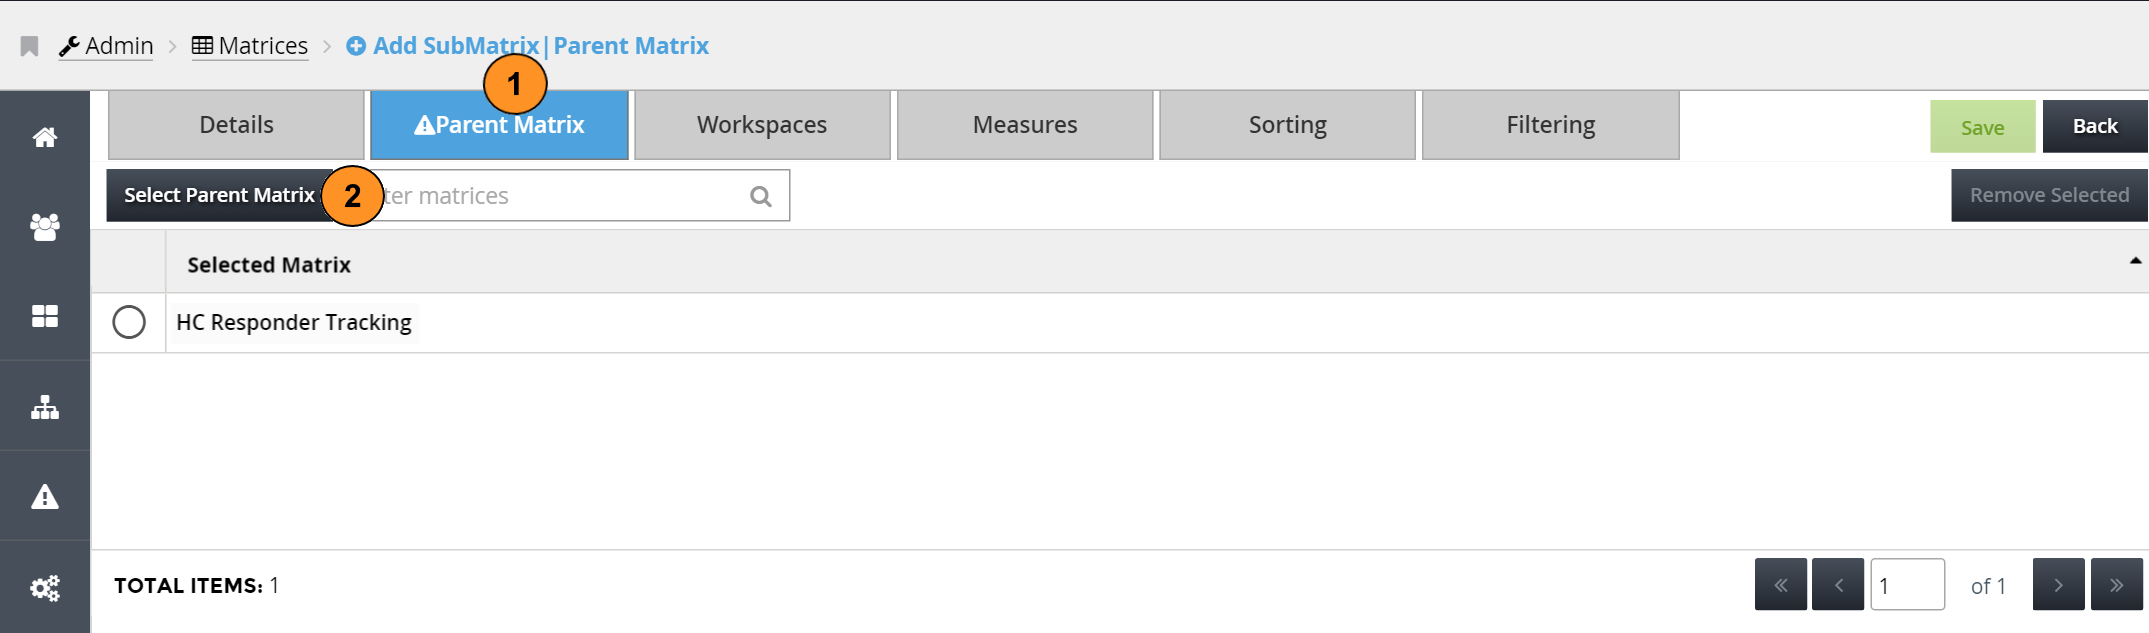 Admin > Matrices > Add SubMatrix|Parent Matrix
1
Details
Parent Matrix
Workspaces
Measures
Sorting
Filtering
Save
Back
Select Parent Matrix
2
ter matrices
Remove Selected
Selected Matrix
HC Responder Tracking
TOTAL ITEMS: 1
« < 1 of 1 > »